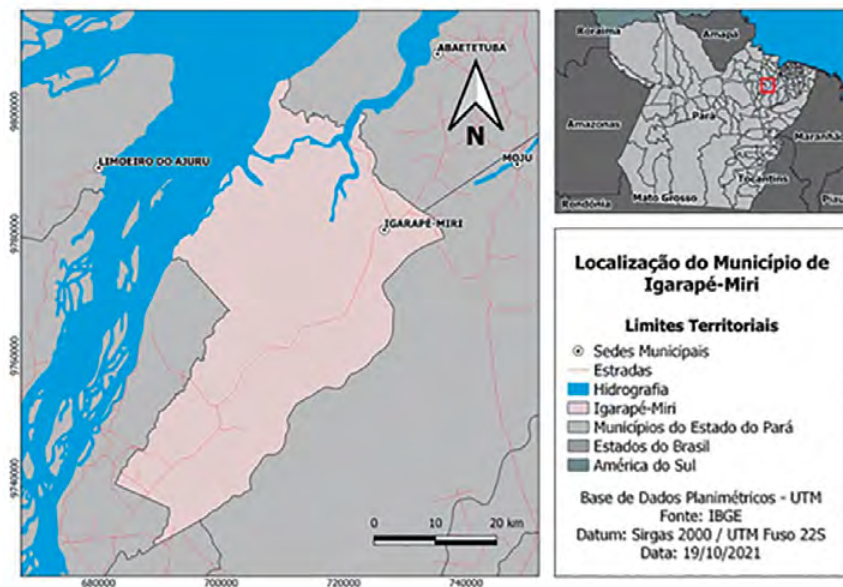 ABAETETUBA
N
LIMOEIRO DO AJURU
MOJU
IGARAPÉ-MIRI
9800000
9780000
9760000
9740000
0 10 20 km
680000 700000 720000 740000
Roraima
Amapá
Amazonas
Pará
Maranhão
Tocantins
Mato Grosso
Rondônia
Piau
Localização do Município de
Igarapé-Miri
Limites Territoriais
Sedes Municipais
Estradas
Hidrografia
Igarapé-Miri
Municípios do Estado do Pará
Estados do Brasil
América do Sul
Base de Dados Planimétricos - UTM
Fonte: IBGE
Datum: Sirgas 2000 / UTM Fuso 22S
Data: 19/10/2021